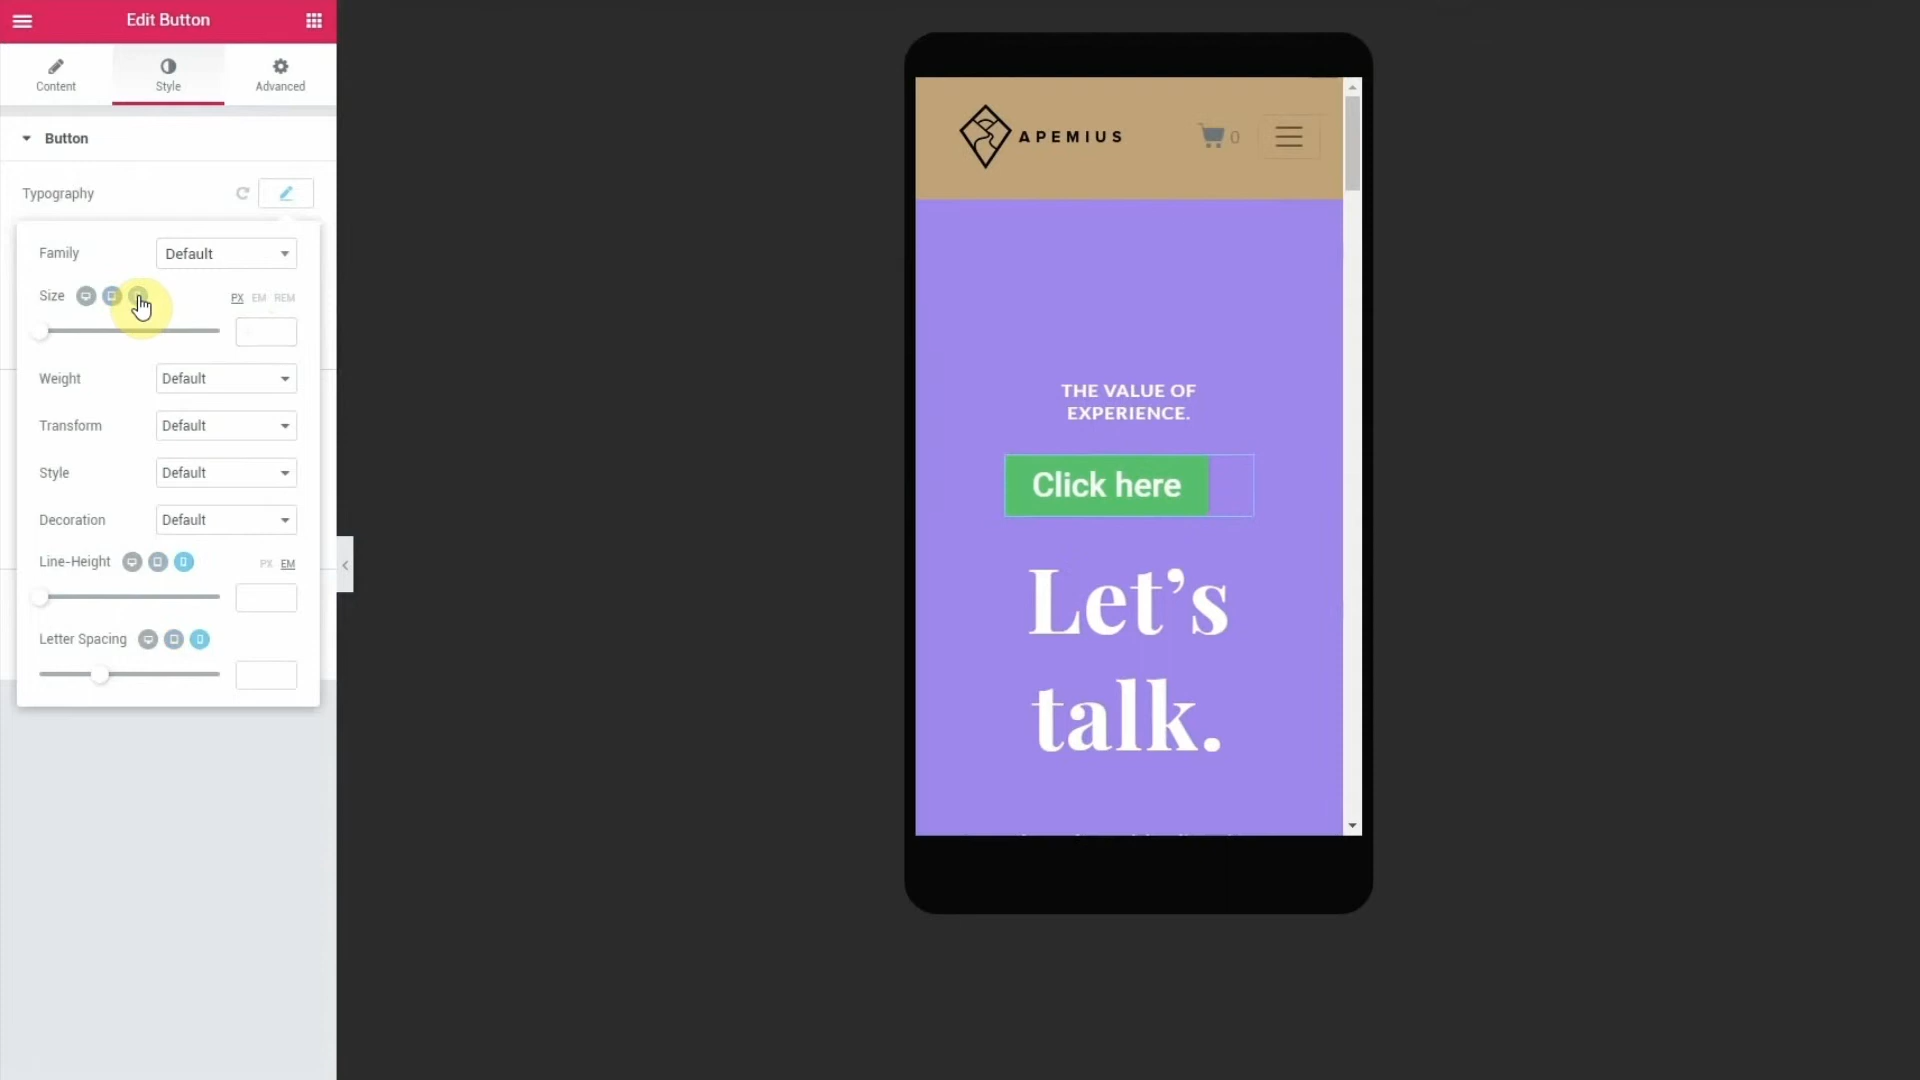 Edit Button
Content
Style
Advanced
Button
Typography
Family
Default
Size
PX EM REM
Weight
Default
Transform
Default
Style
Default
Decoration
Default
Line-Height
PX EM
Letter Spacing
APEMIUS
0
THE VALUE OF
EXPERIENCE.
Click here
Let’s
talk.